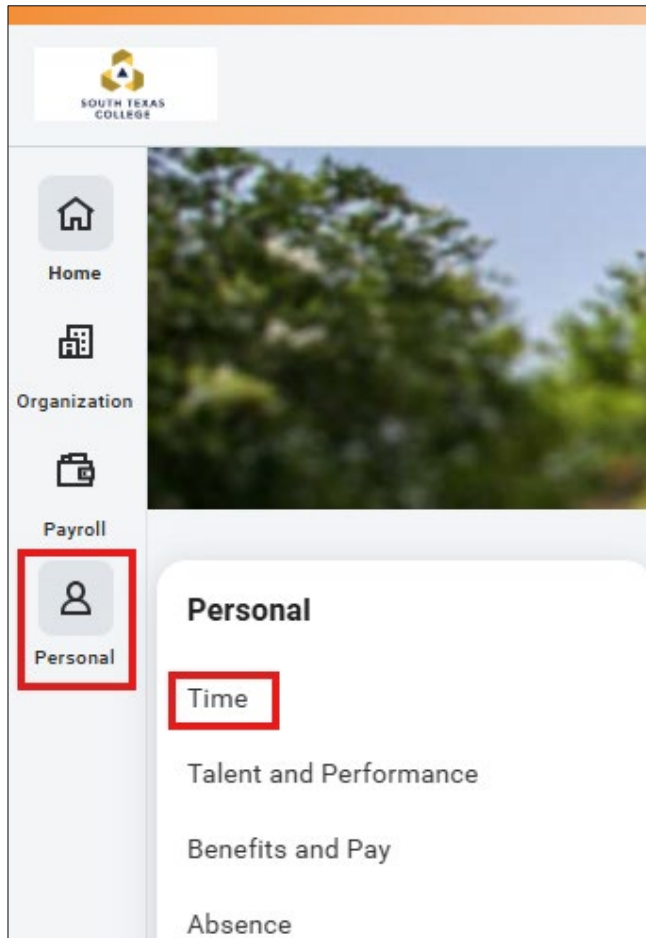 SOUTH TEXAS
COLLEGE
Home
Organization
Payroll
Personal
Personal
Time
Talent and Performance
Benefits and Pay
Absence